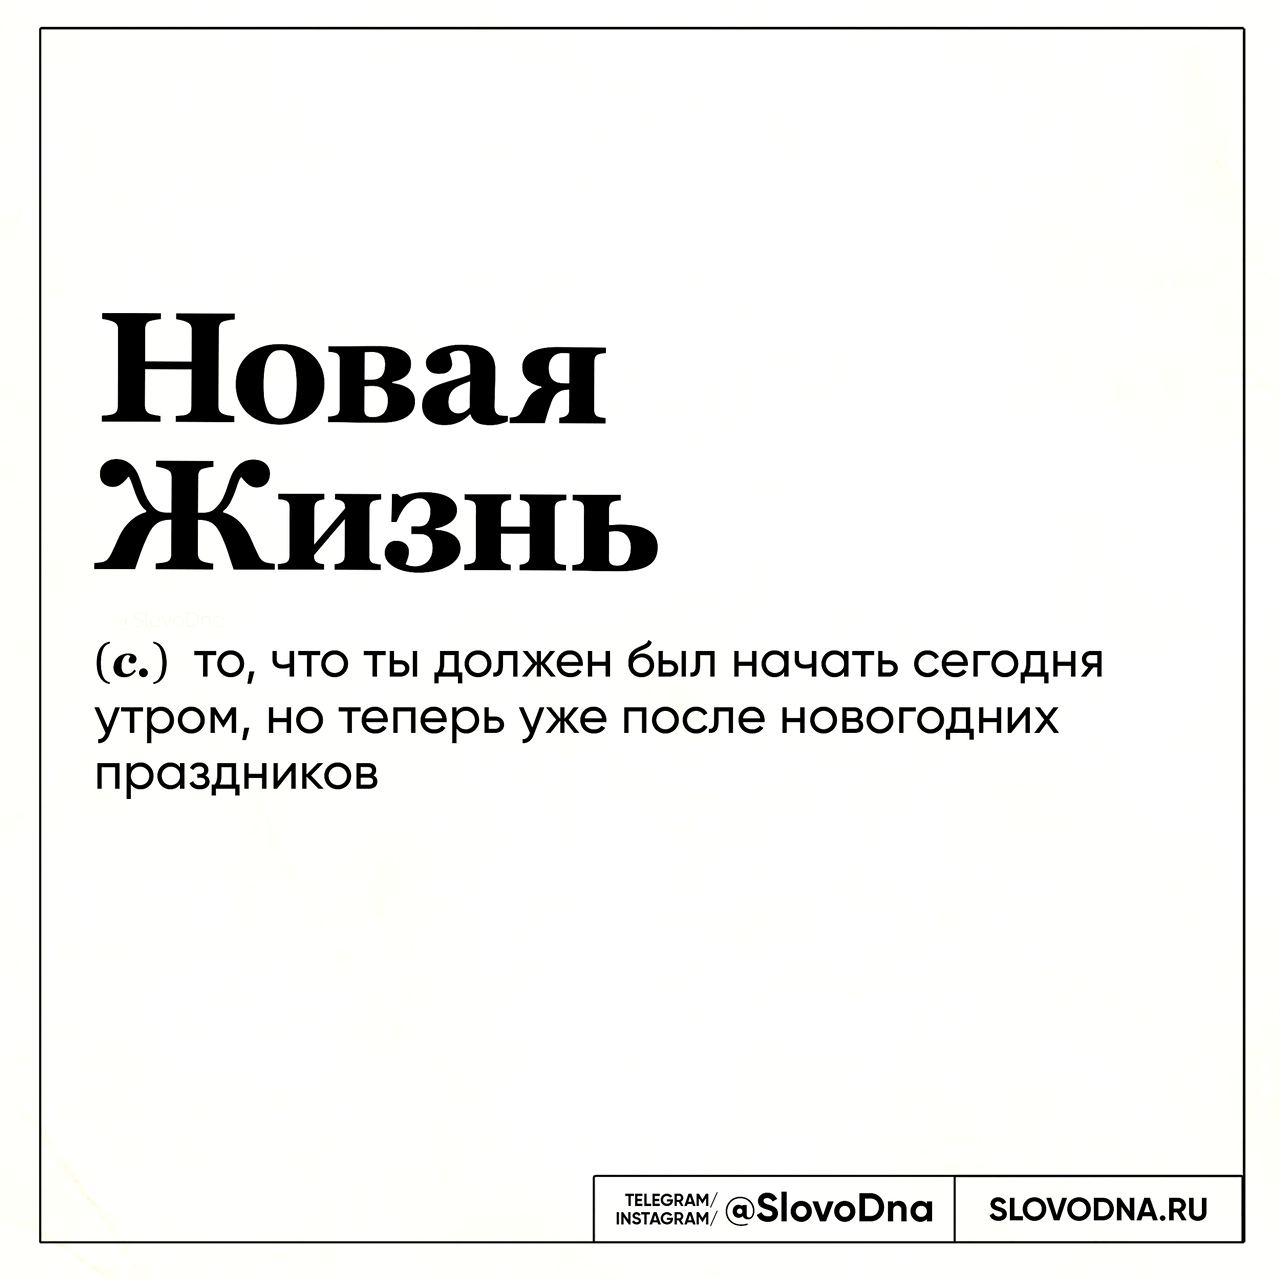 Новая
Жизнь
@SlovoDna
(с.) то, что ты должен был начать сегодня
утром, но теперь уже после новогодних
праздников
TELEGRAM/
INSTAGRAM/
@SlovoDna
SLOVODNA.RU